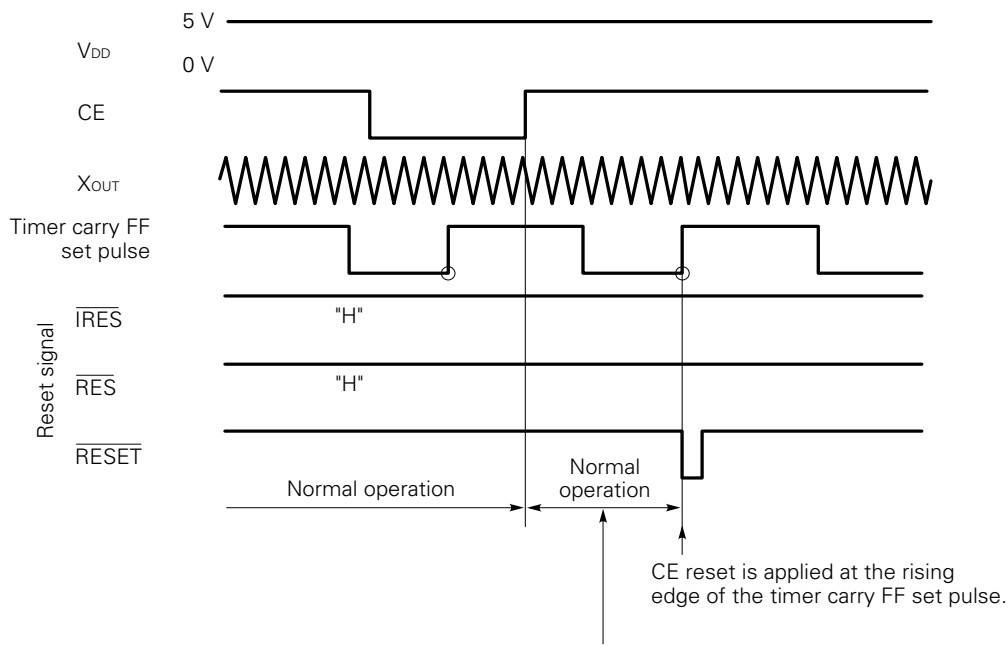 5 V
VDD
0 V
CE
XOUT
Timer carry FF
set pulse
Reset signal
IRES
"H"
RES
"H"
RESET
Normal operation
Normal
operation
CE reset is applied at the rising
edge of the timer carry FF set pulse.